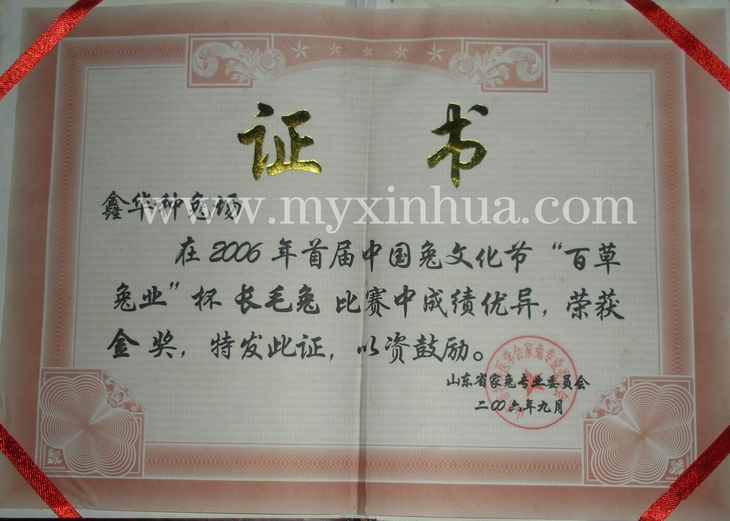 证书
鑫华种兔场
www.myxinhua.com
在2006年首届中国兔文化节“百草
兔业”杯 长毛兔 比赛中成绩优异，荣获
金奖，特发此证，以资鼓励。
山东省家兔专业委员会
二〇〇六年九月